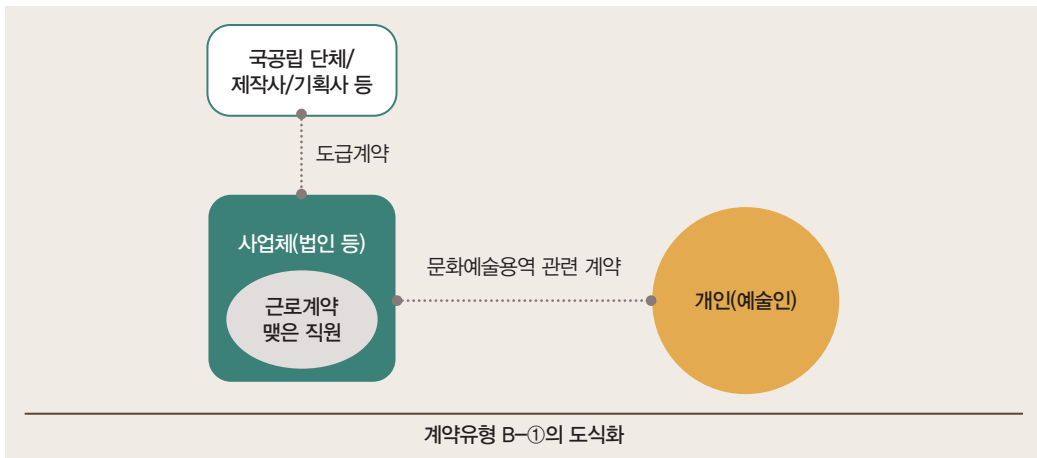 국공립 단체/
제작사/기획사 등
도급계약
사업체(법인 등)
근로계약
맺은 직원
문화예술용역 관련 계약
개인(예술인)
계약유형 B-①의 도식화